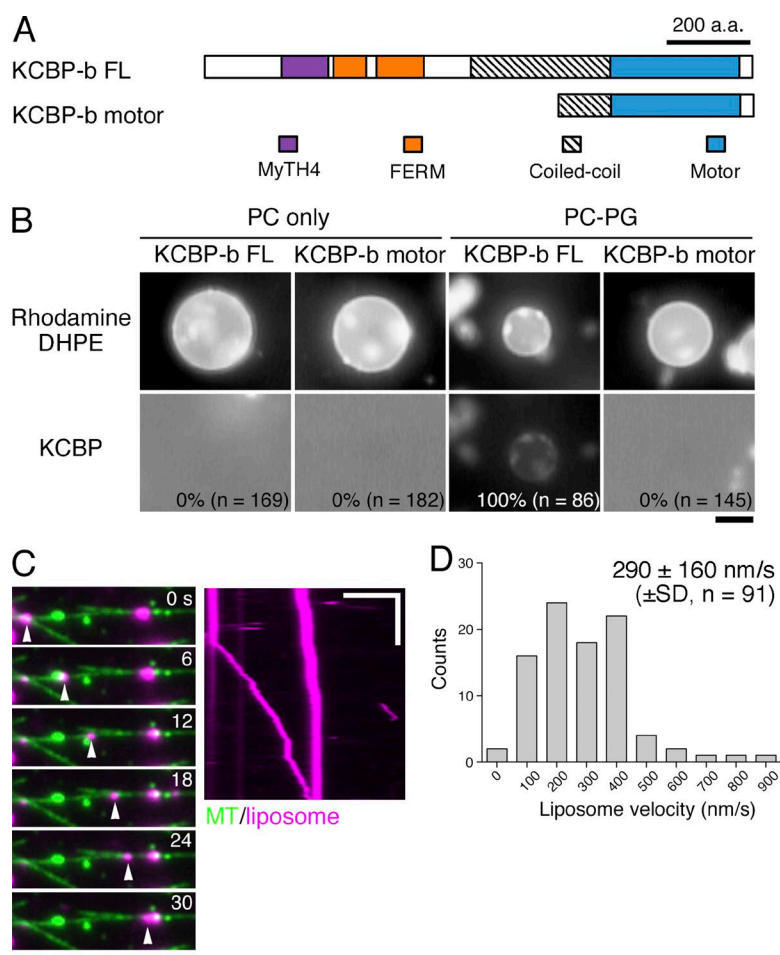 A
200 a.a.
KCBP-b FL
KCBP-b motor
MyTH4 FERM Coiled-coil Motor
B
PC only PC-PG
KCBP-b FL KCBP-b motor KCBP-b FL KCBP-b motor
Rhodamine
DHPE
KCBP
0% (n = 169) 0% (n = 182) 100% (n = 86) 0% (n = 145)
C
0 s
6
12
18
24
30
MT/liposome
D
290 ± 160 nm/s
(±SD, n = 91)
Counts
30
20
10
0
0 100 200 300 400 500 600 700 800 900
Liposome velocity (nm/s)